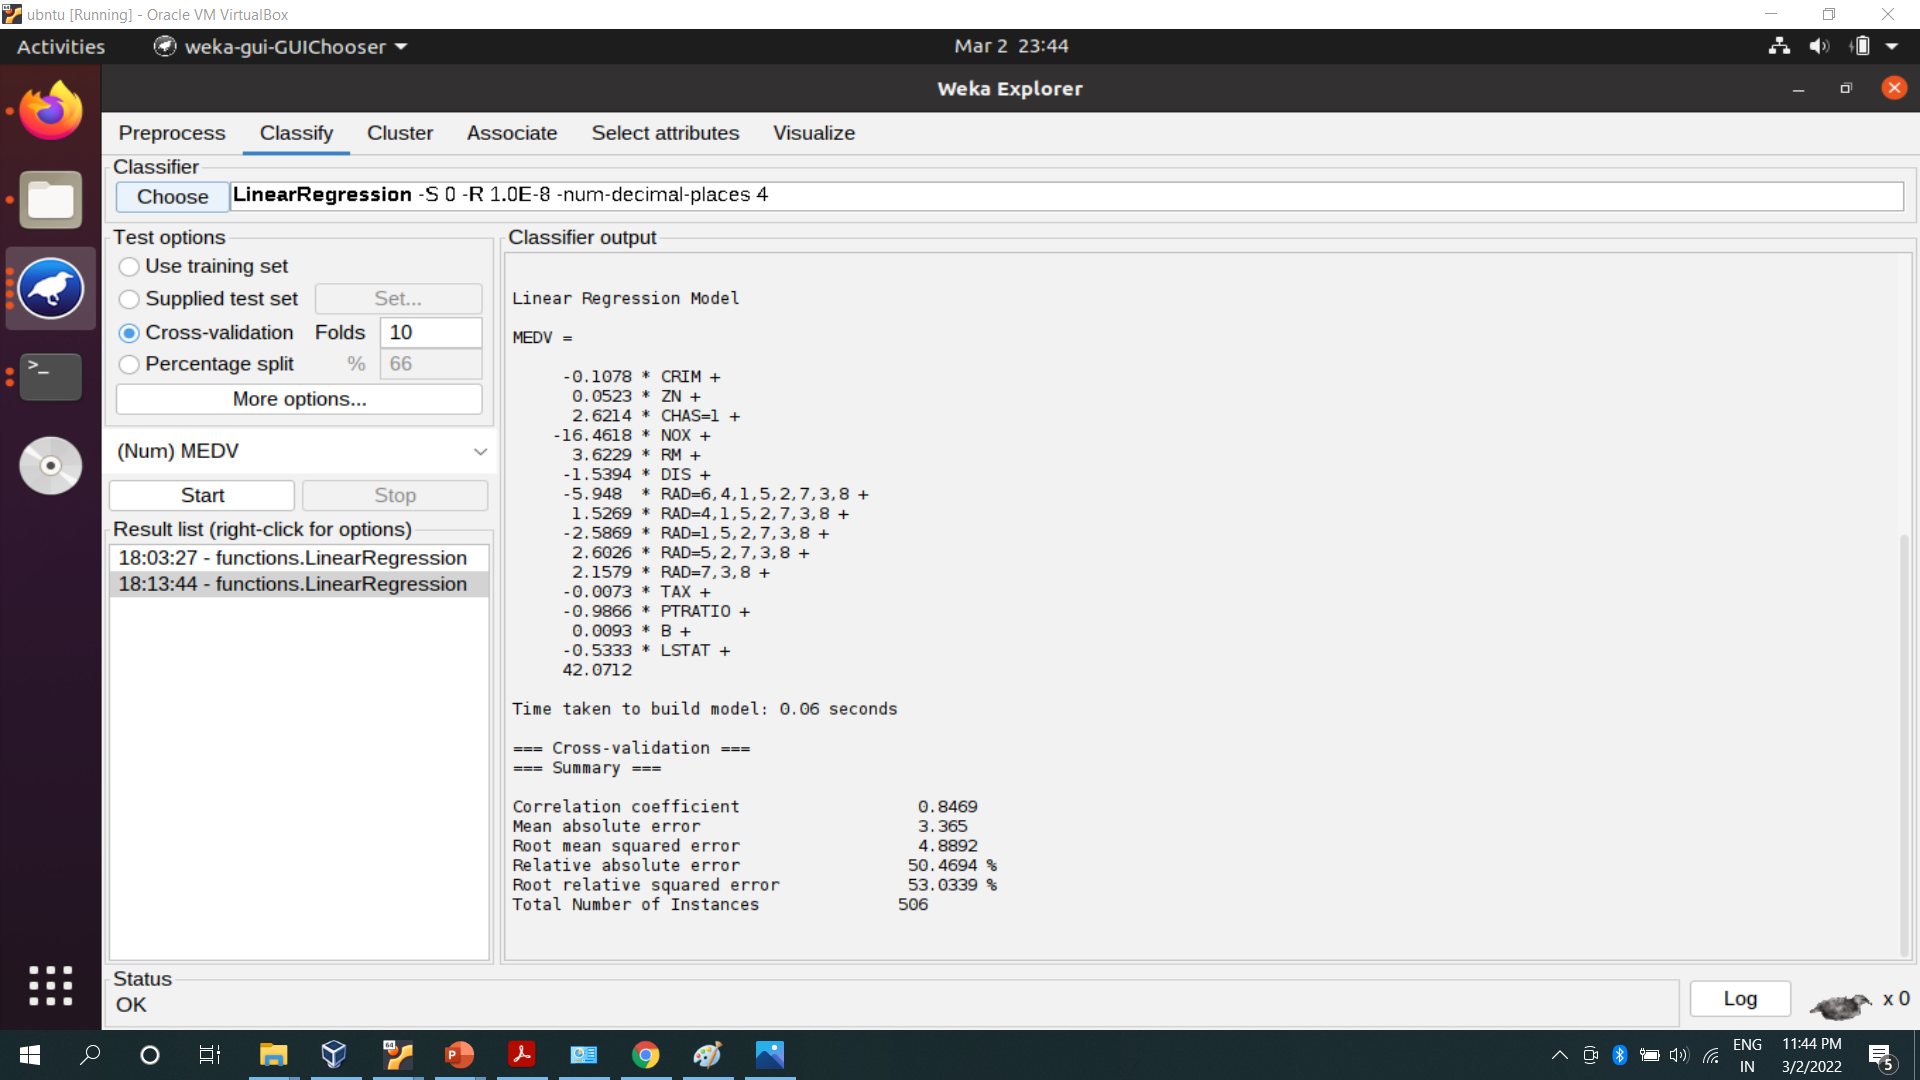 ubntu [Running] - Oracle VM VirtualBox
Activities weka-gui-GUIChooser Mar 2 23:44
Weka Explorer
Preprocess Classify Cluster Associate Select attributes Visualize
Classifier
Choose LinearRegression -S 0 -R 1.0E-8 -num-decimal-places 4
Test options
Use training set
Supplied test set Set...
Cross-validation Folds 10
Percentage split % 66
More options...
(Num) MEDV
Start Stop
Result list (right-click for options)
18:03:27 - functions.LinearRegression
18:13:44 - functions.LinearRegression
Classifier output
Linear Regression Model
MEDV =
-0.1078 * CRIM +
0.0523 * ZN +
2.6214 * CHAS=1 +
-16.4618 * NOX +
3.6229 * RM +
-1.5394 * DIS +
-5.948 * RAD=6,4,1,5,2,7,3,8 +
1.5269 * RAD=4,1,5,2,7,3,8 +
-2.5869 * RAD=1,5,2,7,3,8 +
2.6026 * RAD=5,2,7,3,8 +
2.1579 * RAD=7,3,8 +
-0.0073 * TAX +
-0.9866 * PTRATIO +
0.0093 * B +
-0.5333 * LSTAT +
42.0712
Time taken to build model: 0.06 seconds
=== Cross-validation ===
=== Summary ===
Correlation coefficient 0.8469
Mean absolute error 3.365
Root mean squared error 4.8892
Relative absolute error 50.4694 %
Root relative squared error 53.0339 %
Total Number of Instances 506
Status
OK
Log x 0
ENG
IN
11:44 PM
3/2/2022
5